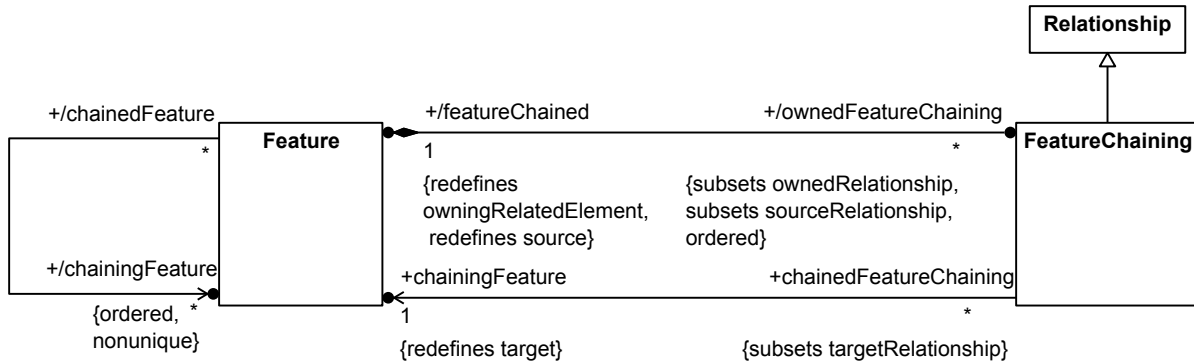 Relationship
+/chainedFeature
+/featureChained
+/ownedFeatureChaining
Feature
FeatureChaining
*
1
*
{redefines
owningRelatedElement,
redefines source}
{subsets ownedRelationship,
subsets sourceRelationship,
ordered}
+/chainingFeature
+chainingFeature
+chainedFeatureChaining
{ordered, *
nonunique}
1
*
{redefines target}
{subsets targetRelationship}